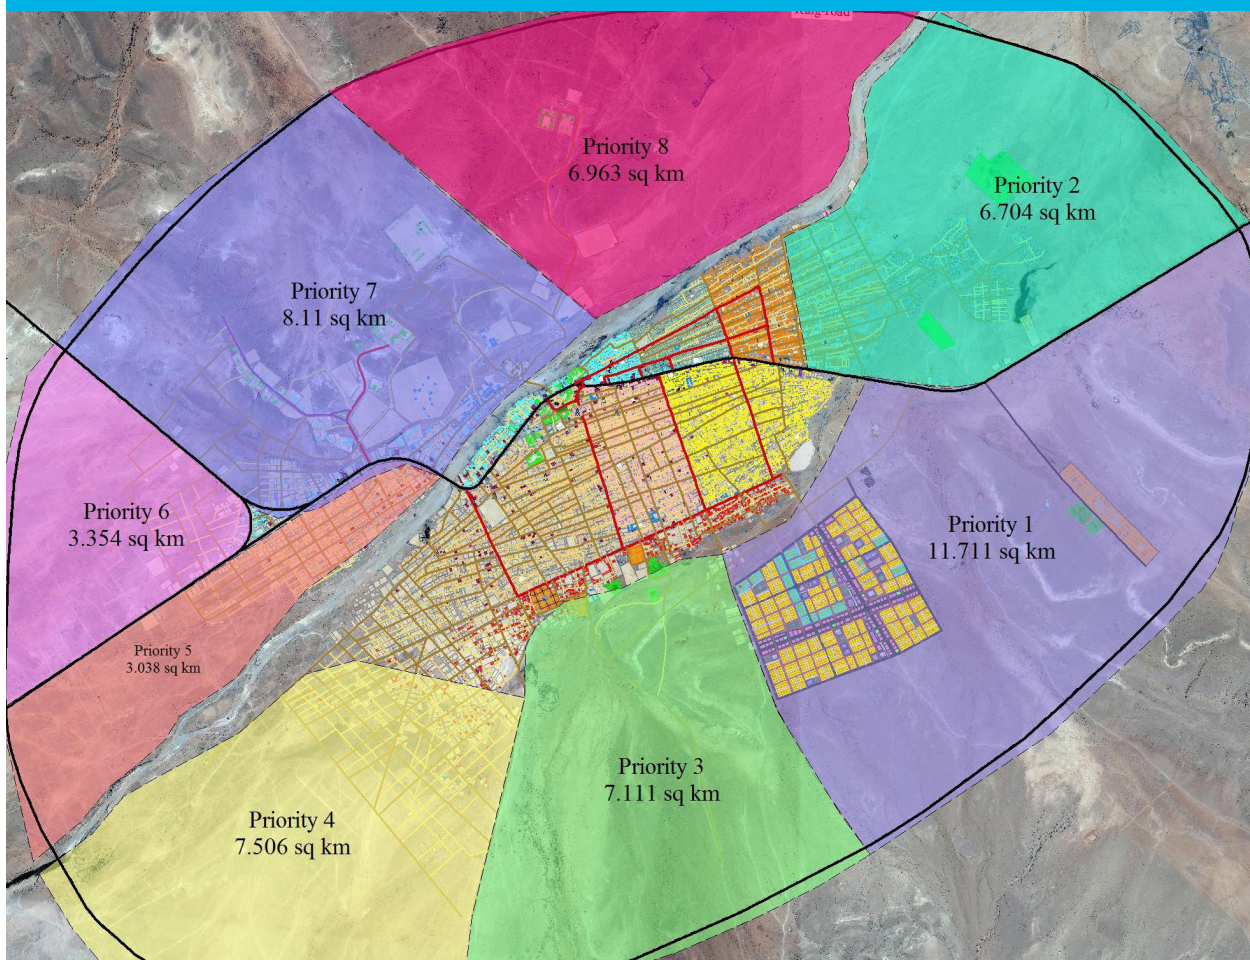 Ring road
Priority 8
6.963 sq km
Priority 2
6.704 sq km
Priority 7
8.11 sq km
Priority 6
3.354 sq km
Priority 1
11.711 sq km
Priority 5
3.038 sq km
Priority 3
7.111 sq km
Priority 4
7.506 sq km